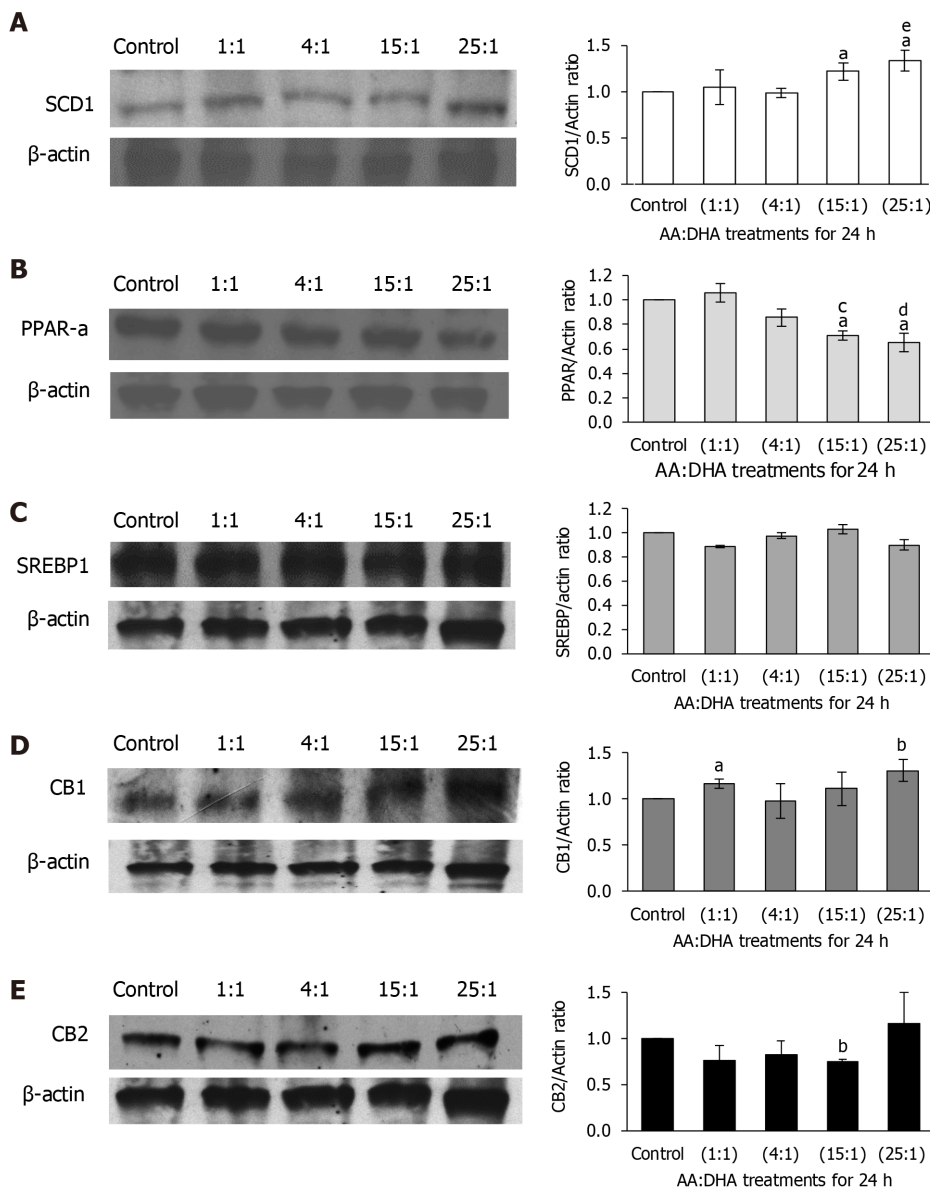 A
Control 1:1 4:1 15:1 25:1
SCD1
β-actin
SCD1/Actin ratio
1.5
1.0
0.5
0.0
a
e
a
Control (1:1) (4:1) (15:1) (25:1)
AA:DHA treatments for 24 h
B
Control 1:1 4:1 15:1 25:1
PPAR-a
β-actin
PPAR/Actin ratio
1.2
1.0
0.8
0.6
0.4
0.2
0.0
c
a
d
a
Control (1:1) (4:1) (15:1) (25:1)
AA:DHA treatments for 24 h
C
Control 1:1 4:1 15:1 25:1
SREBP1
β-actin
SREBP/actin ratio
1.2
1.0
0.8
0.6
0.4
0.2
0.0
Control (1:1) (4:1) (15:1) (25:1)
AA:DHA treatments for 24 h
D
Control 1:1 4:1 15:1 25:1
CB1
β-actin
CB1/Actin ratio
1.5
1.0
0.5
0.0
a
b
Control (1:1) (4:1) (15:1) (25:1)
AA:DHA treatments for 24 h
E
Control 1:1 4:1 15:1 25:1
CB2
β-actin
CB2/Actin ratio
1.5
1.0
0.5
0.0
b
Control (1:1) (4:1) (15:1) (25:1)
AA:DHA treatments for 24 h